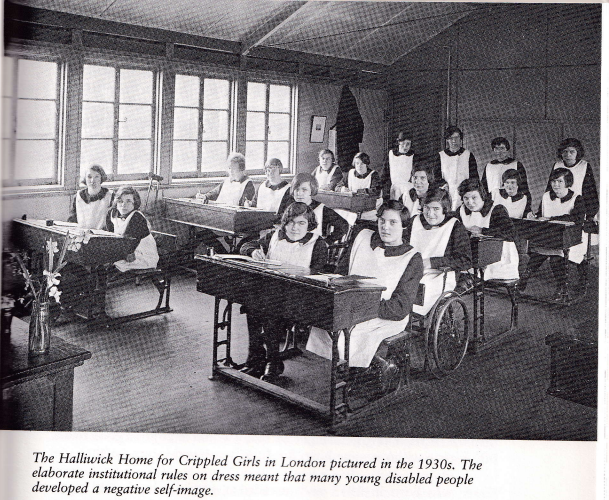 The Halliwick Home for Crippled Girls in London pictured in the 1930s. The
elaborate institutional rules on dress meant that many young disabled people
developed a negative self-image.